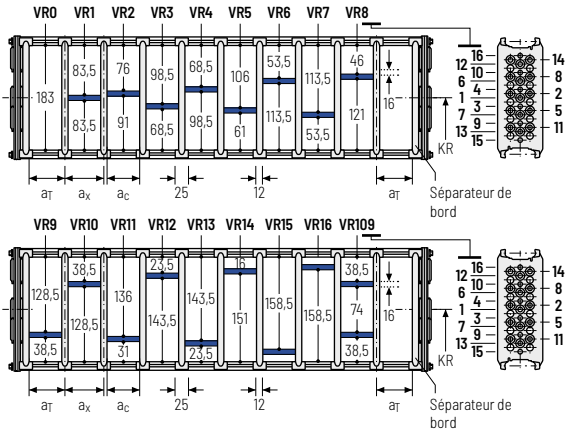 VR0 VR1 VR2 VR3 VR4 VR5 VR6 VR7 VR8
183 83,5 76 98,5 68,5 106 53,5 113,5 46
83,5 91 68,5 98,5 61 113,5 53,5 121
16
KR
16 12 10 6 4 1 3 7 9 13 15
14 8 2 5 11
aT ax ac 25 12 aT
Séparateur de
bord
VR9 VR10 VR11 VR12 VR13 VR14 VR15 VR16 VR109
128,5 38,5 136 23,5 143,5 16 158,5 158,5 38,5
38,5 128,5 31 143,5 23,5 151 74
38,5
16
KR
16 12 10 6 4 1 3 7 9 13 15
14 8 2 5 11
aT ax ac 25 12 aT
Séparateur de
bord